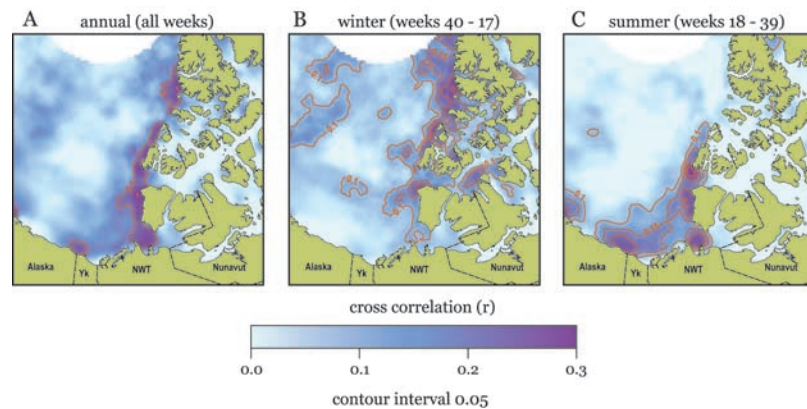 A annual (all weeks)
B winter (weeks 40 - 17)
C summer (weeks 18 - 39)
Alaska Yk NWT Nunavut
Alaska Yk NWT Nunavut
Alaska Yk NWT Nunavut
cross correlation (r)
0.0 0.1 0.2 0.3
contour interval 0.05